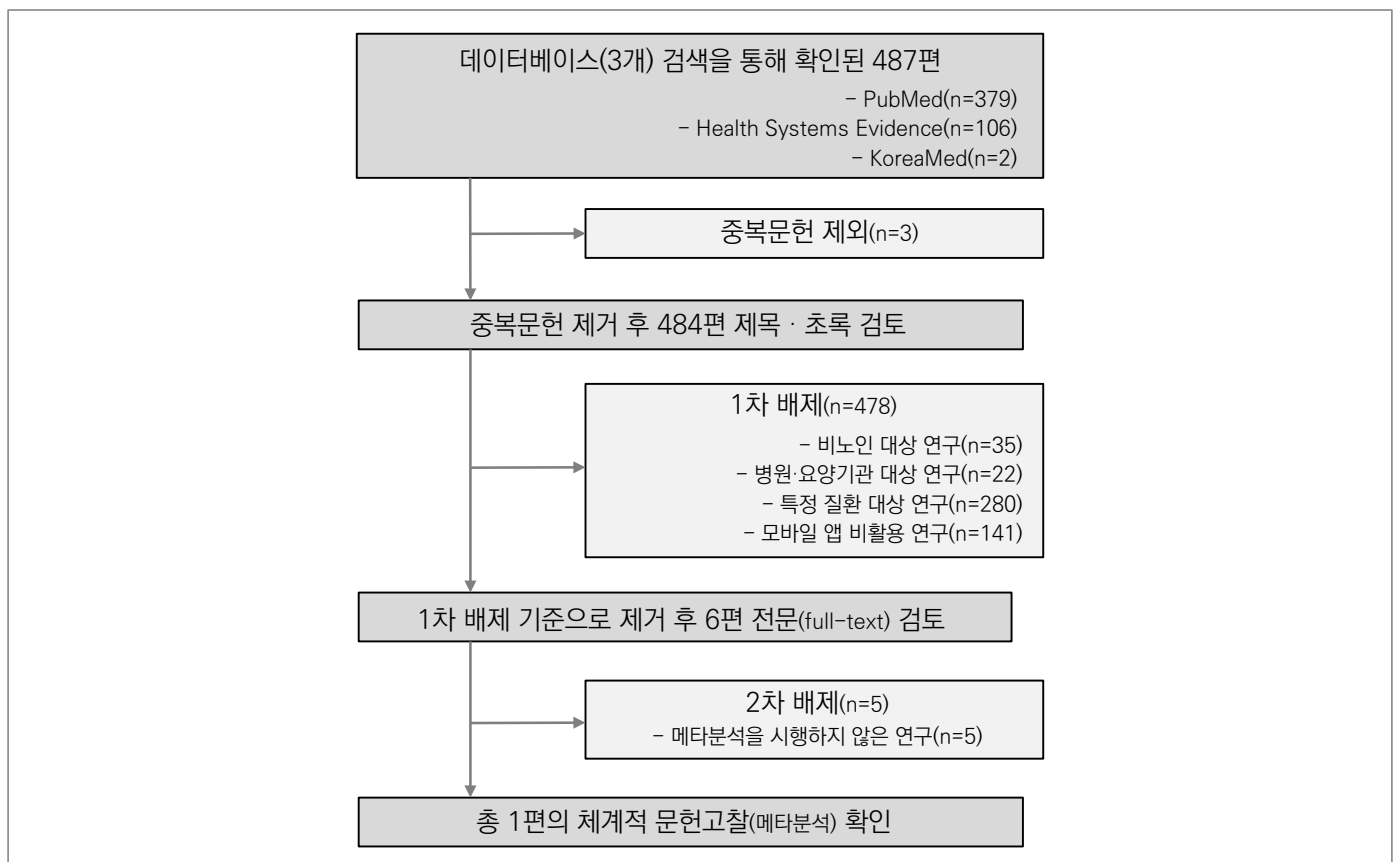 데이터베이스(3개) 검색을 통해 확인된 487편
- PubMed(n=379)
- Health Systems Evidence(n=106)
- KoreaMed(n=2)
중복문헌 제외(n=3)
중복문헌 제거 후 484편 제목 · 초록 검토
1차 배제(n=478)
- 비노인 대상 연구(n=35)
- 병원·요양기관 대상 연구(n=22)
- 특정 질환 대상 연구(n=280)
- 모바일 앱 비활용 연구(n=141)
1차 배제 기준으로 제거 후 6편 전문(full-text) 검토
2차 배제(n=5)
- 메타분석을 시행하지 않은 연구(n=5)
총 1편의 체계적 문헌고찰(메타분석) 확인